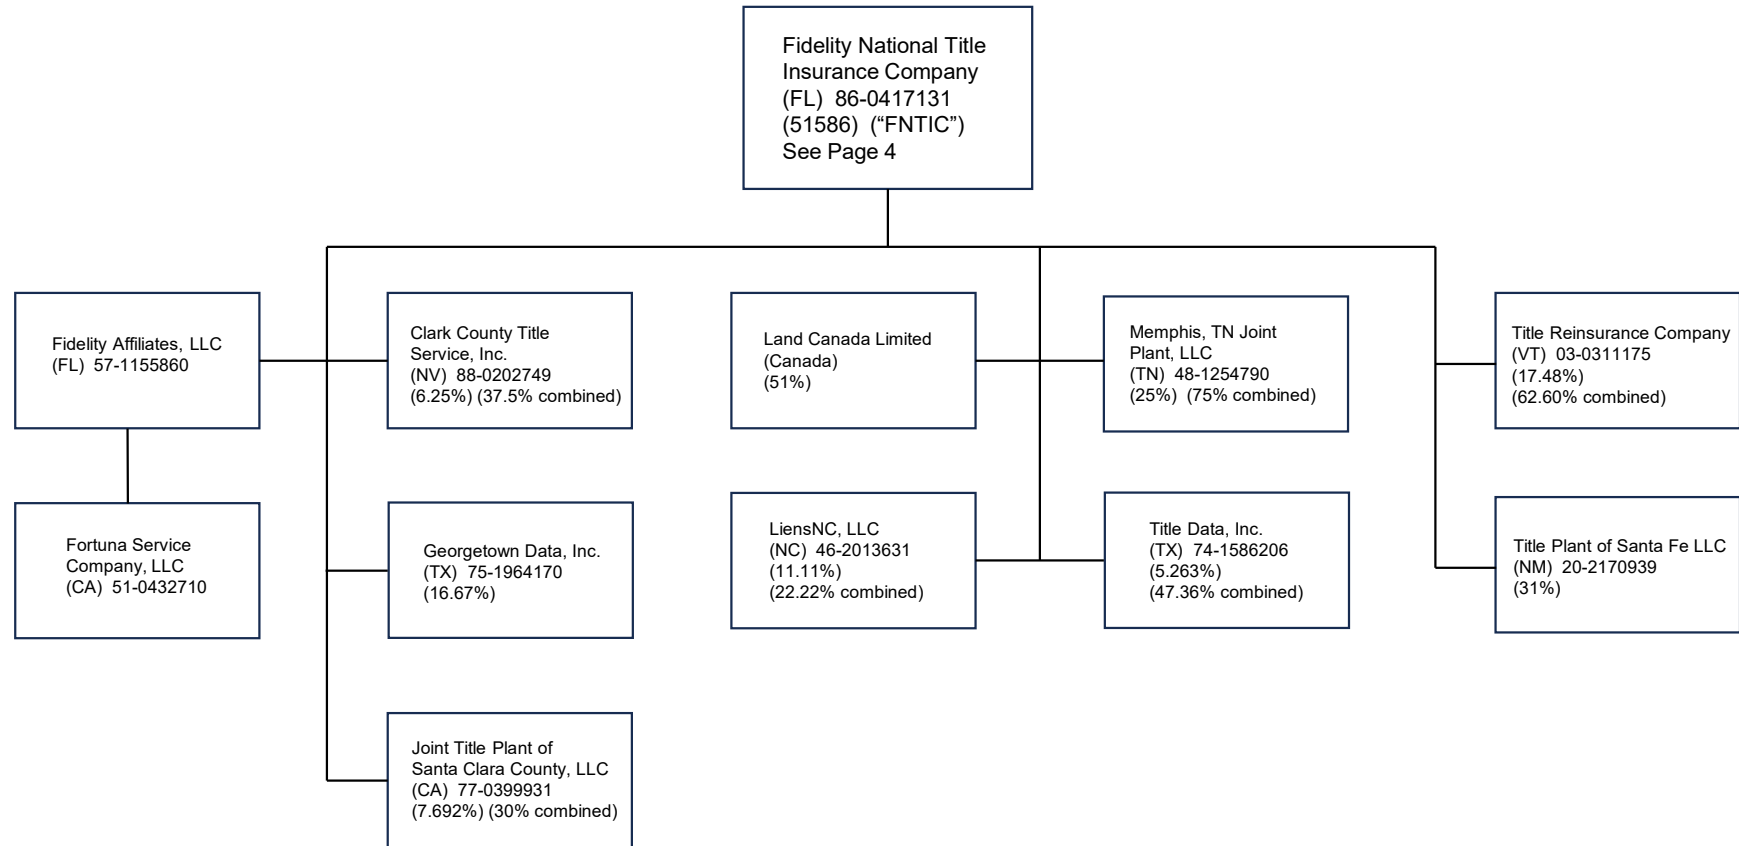 Fidelity National Title
Insurance Company
(FL) 86-0417131
(51586) (“FNTIC”)
See Page 4
Fidelity Affiliates, LLC
(FL) 57-1155860
Clark County Title
Service, Inc.
(NV) 88-0202749
(6.25%) (37.5% combined)
Land Canada Limited
(Canada)
(51%)
Memphis, TN Joint
Plant, LLC
(TN) 48-1254790
(25%) (75% combined)
Title Reinsurance Company
(VT) 03-0311175
(17.48%)
(62.60% combined)
Fortuna Service
Company, LLC
(CA) 51-0432710
Georgetown Data, Inc.
(TX) 75-1964170
(16.67%)
LiensNC, LLC
(NC) 46-2013631
(11.11%)
(22.22% combined)
Title Data, Inc.
(TX) 74-1586206
(5.263%)
(47.36% combined)
Title Plant of Santa Fe LLC
(NM) 20-2170939
(31%)
Joint Title Plant of
Santa Clara County, LLC
(CA) 77-0399931
(7.692%) (30% combined)